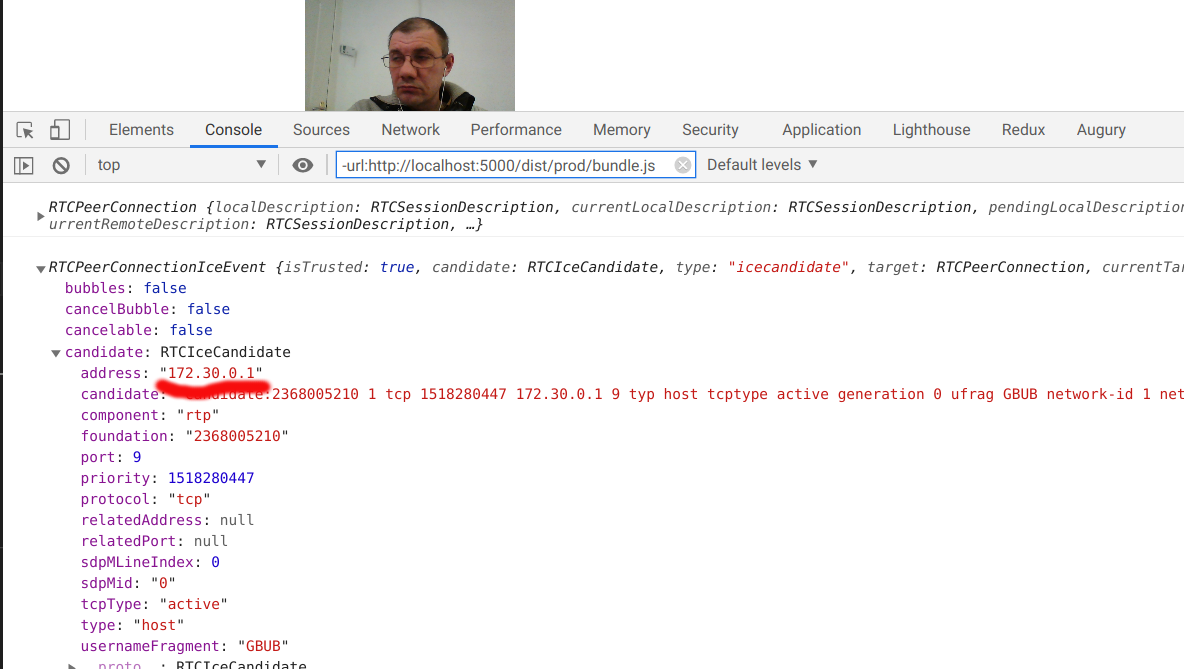 Elements Console Sources Network Performance Memory Security Application Lighthouse Redux Augury
top -url:http://localhost:5000/dist/prod/bundle.js Default levels
RTCPeerConnection {localDescription: RTCSessionDescription, currentLocalDescription: RTCSessionDescription, pendingLocalDescription
urrentRemoteDescription: RTCSessionDescription, …}
RTCPeerConnectionIceEvent {isTrusted: true, candidate: RTCIceCandidate, type: "icecandidate", target: RTCPeerConnection, currentTar
bubbles: false
cancelBubble: false
cancelable: false
candidate: RTCIceCandidate
address: "172.30.0.1"
candidate: "candidate:2368005210 1 tcp 1518280447 172.30.0.1 9 typ host tcptype active generation 0 ufrag GBUB network-id 1 net
component: "rtp"
foundation: "2368005210"
port: 9
priority: 1518280447
protocol: "tcp"
relatedAddress: null
relatedPort: null
sdpMLineIndex: 0
sdpMid: "0"
tcpType: "active"
type: "host"
usernameFragment: "GBUB"
__proto__: RTCIceCandidate